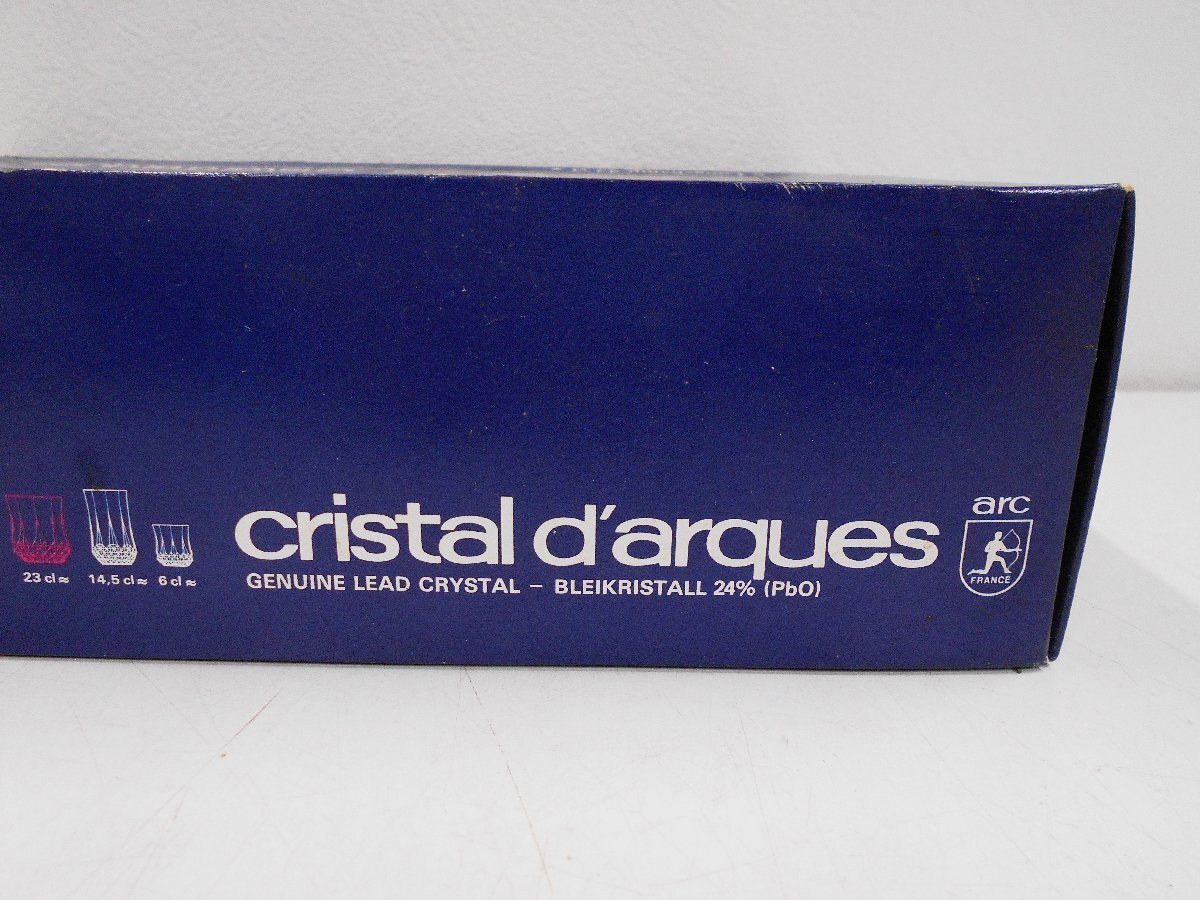 cristal d'arques
GENUINE LEAD CRYSTAL – BLEIKRISTALL 24% (PbO)
23 cl≈ 14,5 cl≈ 6 cl≈
arc
FRANCE